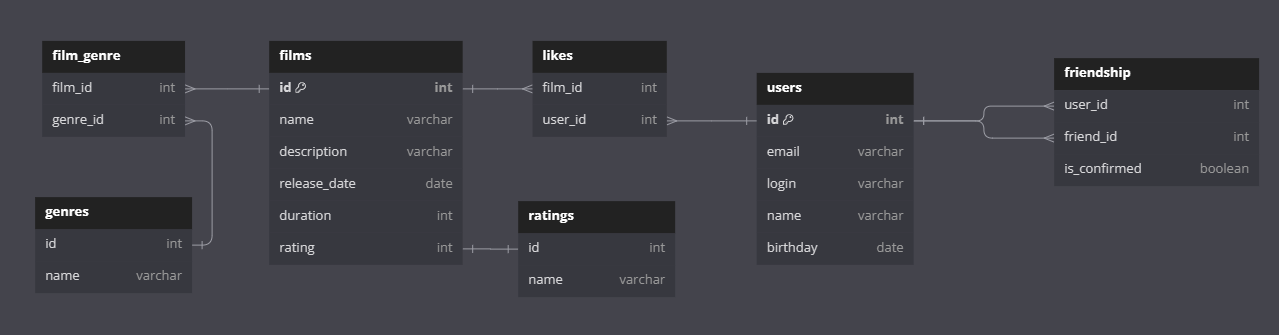 film_genre
film_id int
genre_id int
genres
id int
name varchar
films
id int
name varchar
description varchar
release_date date
duration int
rating int
likes
film_id int
user_id int
ratings
id int
name varchar
users
id int
email varchar
login varchar
name varchar
birthday date
friendship
user_id int
friend_id int
is_confirmed boolean